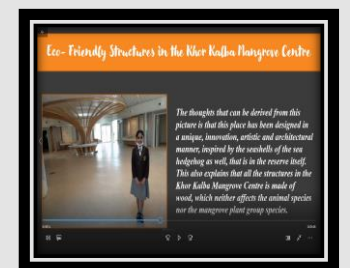 Eco- Friendly Structures in the Khor Kalba Mangrove Centre
The thoughts that can be derived from this
picture is that this place has been designed in
a unique, innovation, artistic and architectural
manner, inspired by the seashells of the sea
hedgehog as well, that is in the reserve itself.
This also explains that all the structures in the
Khor Kalba Mangrove Centre is made of
wood, which neither affects the animal species
nor the mangrove plant group species.